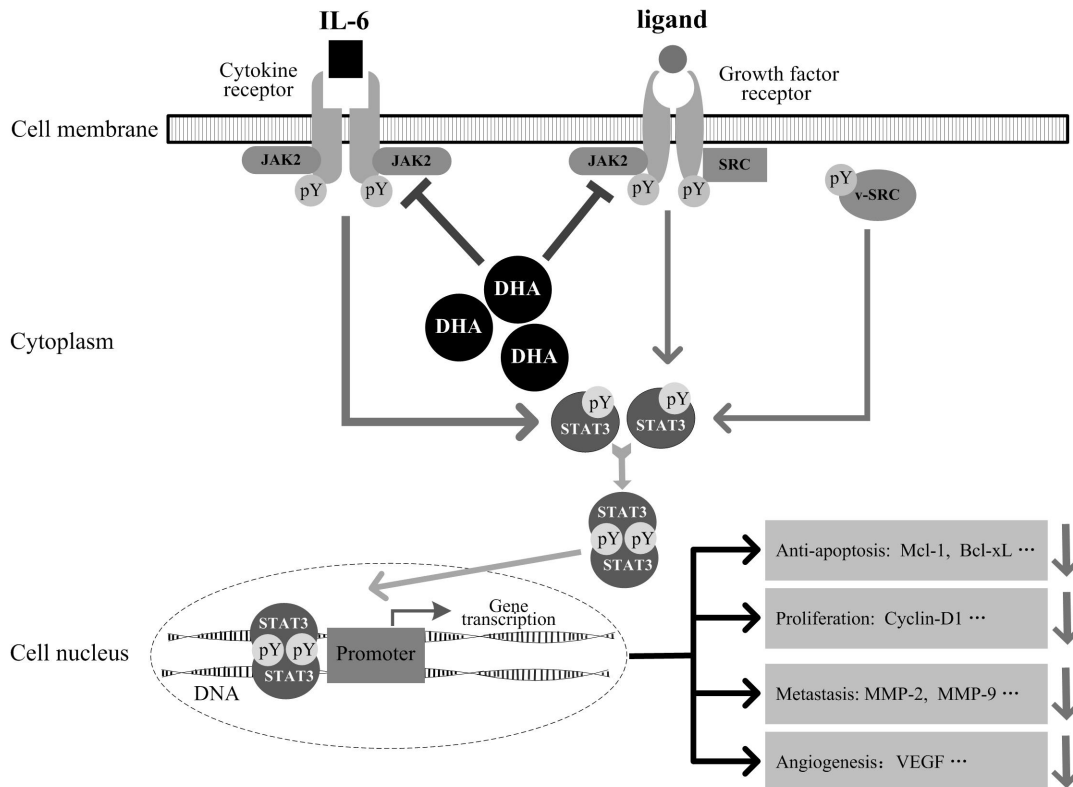 IL-6
ligand
Cytokine
receptor
Growth factor
receptor
Cell membrane
JAK2
JAK2
JAK2
SRC
pY
pY
pY
pY
pY
v-SRC
DHA
DHA
DHA
Cytoplasm
pY
STAT3
pY
STAT3
STAT3
pY
pY
STAT3
Anti-apoptosis: Mcl-1, Bcl-xL ···
Proliferation: Cyclin-D1 ···
Metastasis: MMP-2, MMP-9 ···
Angiogenesis: VEGF ···
Gene
transcription
STAT3
pY
pY
STAT3
Promoter
Cell nucleus
DNA